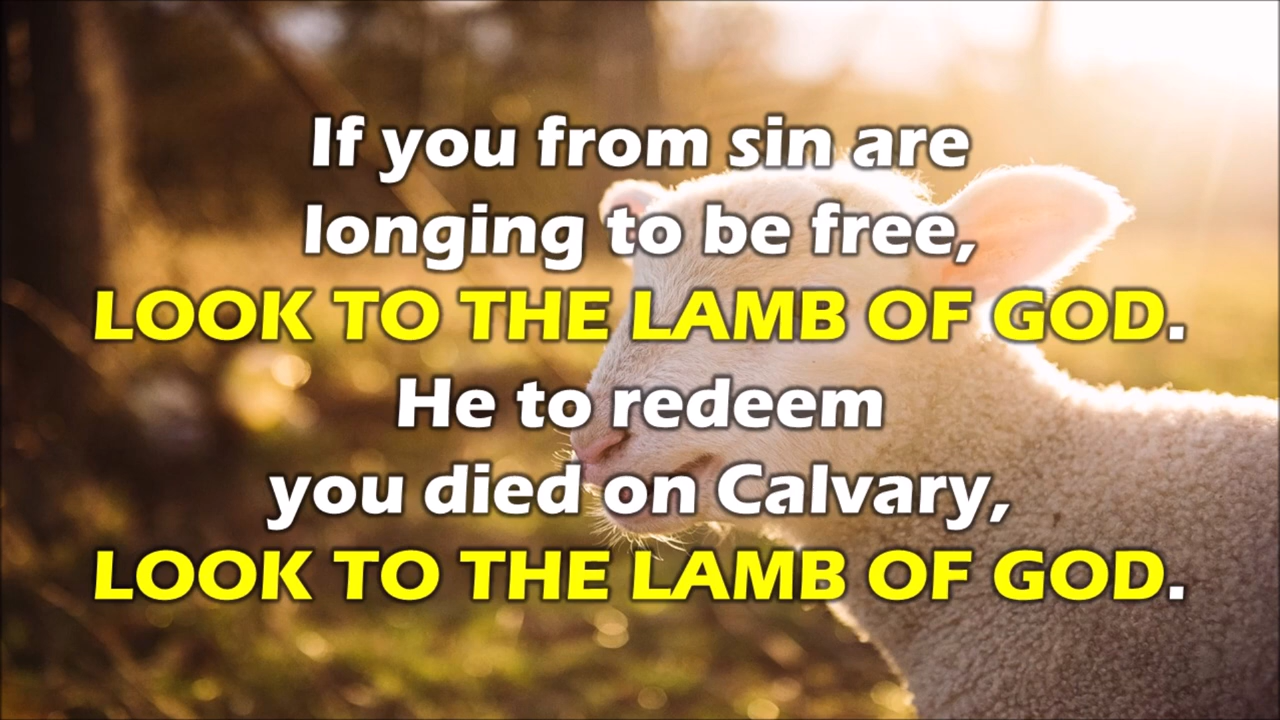 If you from sin are
longing to be free,
LOOK TO THE LAMB OF GOD.
He to redeem
you died on Calvary,
LOOK TO THE LAMB OF GOD.